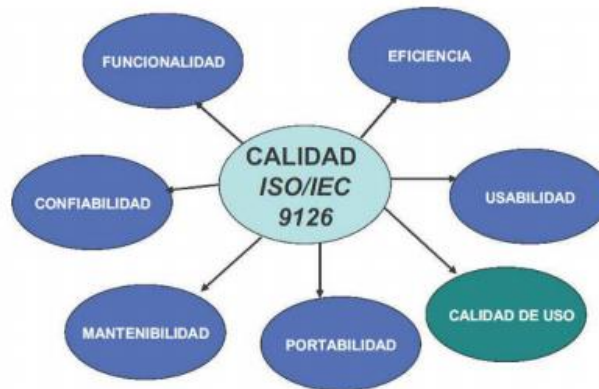 FUNCIONALIDAD
EFICIENCIA
CALIDAD
ISO/IEC
9126
CONFIABILIDAD
USABILIDAD
MANTENIBILIDAD
PORTABILIDAD
CALIDAD DE USO